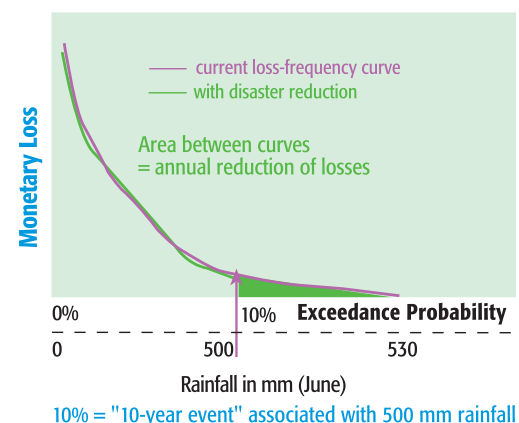 current loss-frequency curve
with disaster reduction
Area between curves
= annual reduction of losses
Monetary Loss
0% 10% Exceedance Probability
0 500 530
Rainfall in mm (June)
10% = "10-year event" associated with 500 mm rainfall